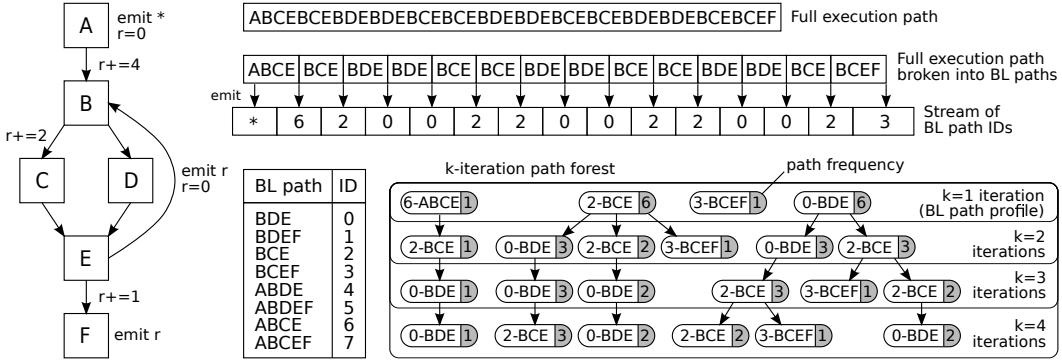 A
emit *
r=0
r+=4
B
r+=2
C
D
emit r
r=0
E
r+=1
F
emit r
ABCEBCEBDEBDEBCEBCEBDEBDEBCEBCEBDEBDEBCEBCEF
Full execution path
ABCE BCE BDE BDE BCE BCE BDE BDE BCE BCE BDE BDE BCE BCEF
Full execution path
broken into BL paths
emit
* 6 2 0 0 2 2 0 0 2 2 0 0 2 3
Stream of
BL path IDs
BL path ID
BDE 0
BDEF 1
BCE 2
BCEF 3
ABDE 4
ABDEF 5
ABCE 6
ABCEF 7
k-iteration path forest
path frequency
6-ABCE 1 2-BCE 6 3-BCEF 1 0-BDE 6
k=1 iteration
(BL path profile)
2-BCE 1 0-BDE 3 2-BCE 2 3-BCEF 1 0-BDE 3 2-BCE 3
k=2
iterations
0-BDE 1 0-BDE 3 0-BDE 2 2-BCE 3 3-BCEF 1 2-BCE 2
k=3
iterations
0-BDE 1 2-BCE 3 0-BDE 2 2-BCE 2 3-BCEF 1 0-BDE 2
k=4
iterations